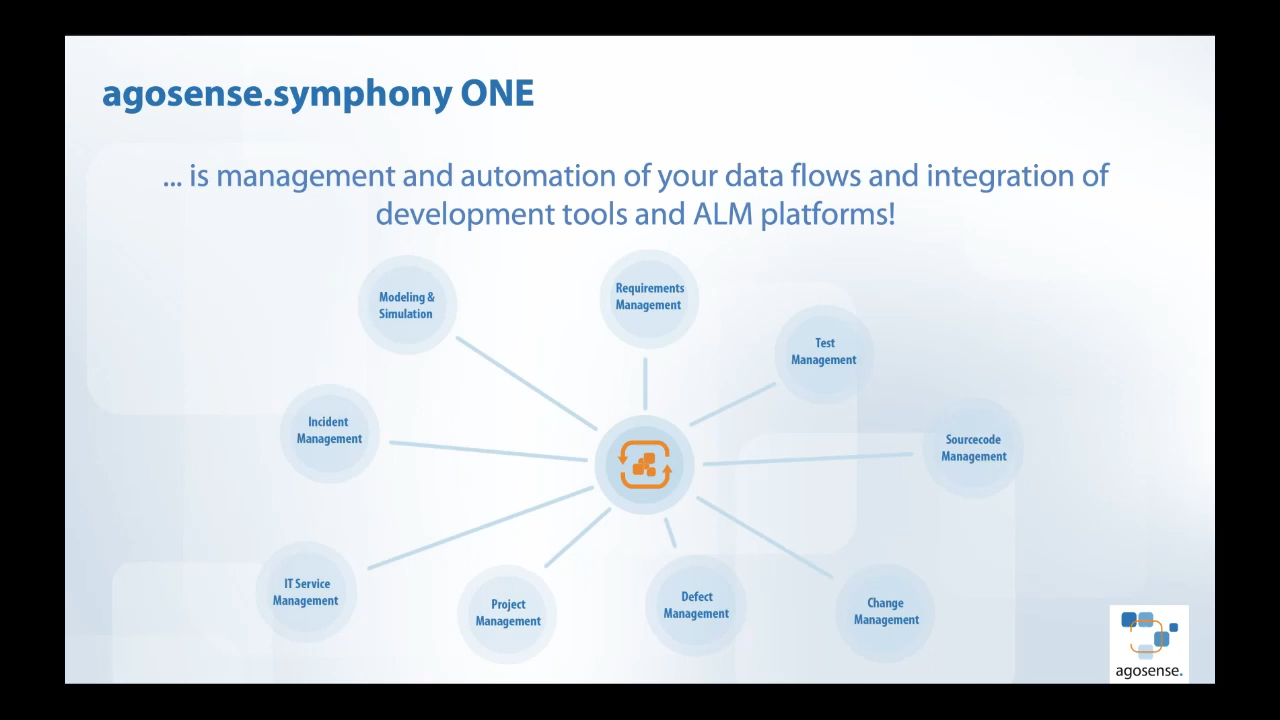 agosense.symphony ONE
... is management and automation of your data flows and integration of
development tools and ALM platforms!
Modeling &
Simulation
Requirements
Management
Test
Management
Incident
Management
Sourcecode
Management
IT Service
Management
Project
Management
Defect
Management
Change
Management
agosense.